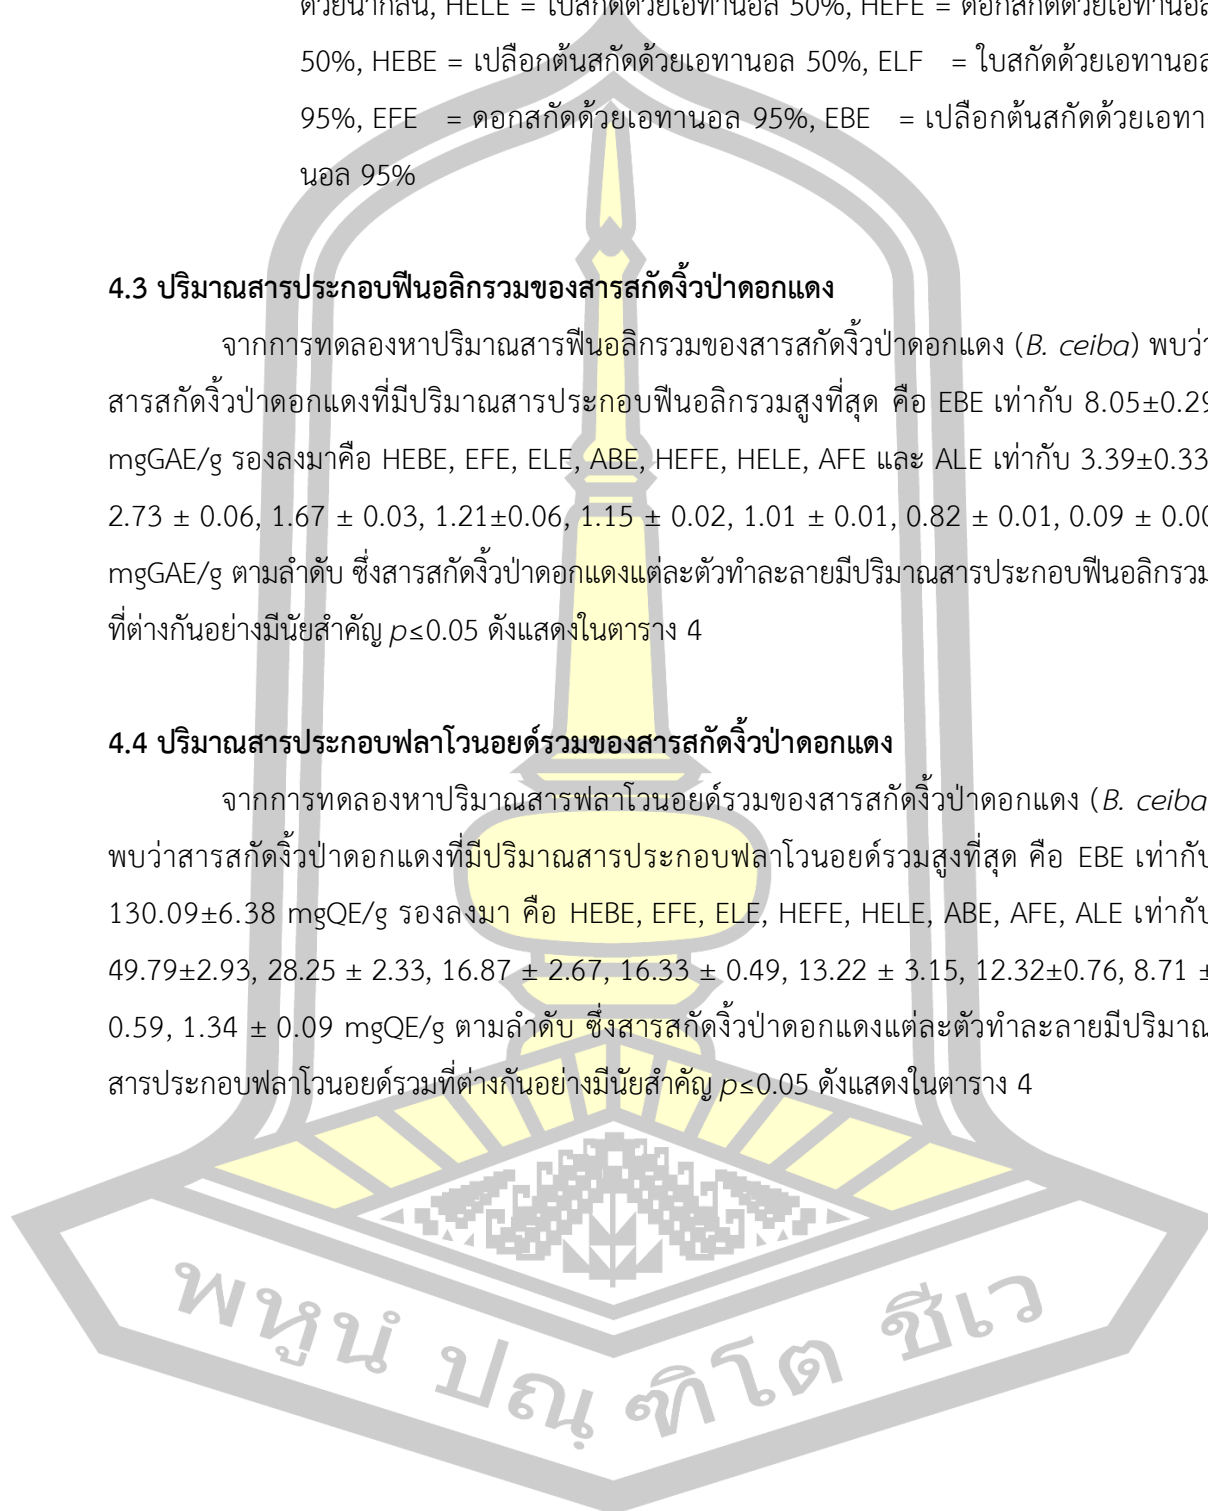 ด้วยน้ำกลั่น, HELE = ใบสกัดด้วยเอทานอล 50%, HEFE = ดอกสกัดด้วยเอทานอล
50%, HEBE = เปลือกต้นสกัดด้วยเอทานอล 50%, ELF = ใบสกัดด้วยเอทานอล
95%, EFE = ดอกสกัดด้วยเอทานอล 95%, EBE = เปลือกต้นสกัดด้วยเอทา
นอล 95%
4.3 ปริมาณสารประกอบฟีนอลิกรวมของสารสกัดงิ้วป่าดอกแดง
จากการทดลองหาปริมาณสารฟีนอลิกรวมของสารสกัดงิ้วป่าดอกแดง (B. ceiba) พบว่า
สารสกัดงิ้วป่าดอกแดงที่มีปริมาณสารประกอบฟีนอลิกรวมสูงที่สุด คือ EBE เท่ากับ 8.05±0.29
mgGAE/g รองลงมาคือ HEBE, EFE, ELE, ABE, HEFE, HELE, AFE และ ALE เท่ากับ 3.39±0.33
2.73 ± 0.06, 1.67 ± 0.03, 1.21±0.06, 1.15 ± 0.02, 1.01 ± 0.01, 0.82 ± 0.01, 0.09 ± 0.00
mgGAE/g ตามลำดับ ซึ่งสารสกัดงิ้วป่าดอกแดงแต่ละตัวทำละลายมีปริมาณสารประกอบฟีนอลิกรวม
ที่ต่างกันอย่างมีนัยสำคัญ p≤0.05 ดังแสดงในตาราง 4
4.4 ปริมาณสารประกอบฟลาโวนอยด์รวมของสารสกัดงิ้วป่าดอกแดง
จากการทดลองหาปริมาณสารฟลาโวนอยด์รวมของสารสกัดงิ้วป่าดอกแดง (B. ceiba
พบว่าสารสกัดงิ้วป่าดอกแดงที่มีปริมาณสารประกอบฟลาโวนอยด์รวมสูงที่สุด คือ EBE เท่ากับ
130.09±6.38 mgQE/g รองลงมา คือ HEBE, EFE, ELE, HEFE, HELE, ABE, AFE, ALE เท่ากับ
49.79±2.93, 28.25 ± 2.33, 16.87 ± 2.67, 16.33 ± 0.49, 13.22 ± 3.15, 12.32±0.76, 8.71 ±
0.59, 1.34 ± 0.09 mgQE/g ตามลำดับ ซึ่งสารสกัดงิ้วป่าดอกแดงแต่ละตัวทำละลายมีปริมาณ
สารประกอบฟลาโวนอยด์รวมที่ต่างกันอย่างมีนัยสำคัญ p≤0.05 ดังแสดงในตาราง 4
พหูนํ ปณฺฑิโต ชีเว